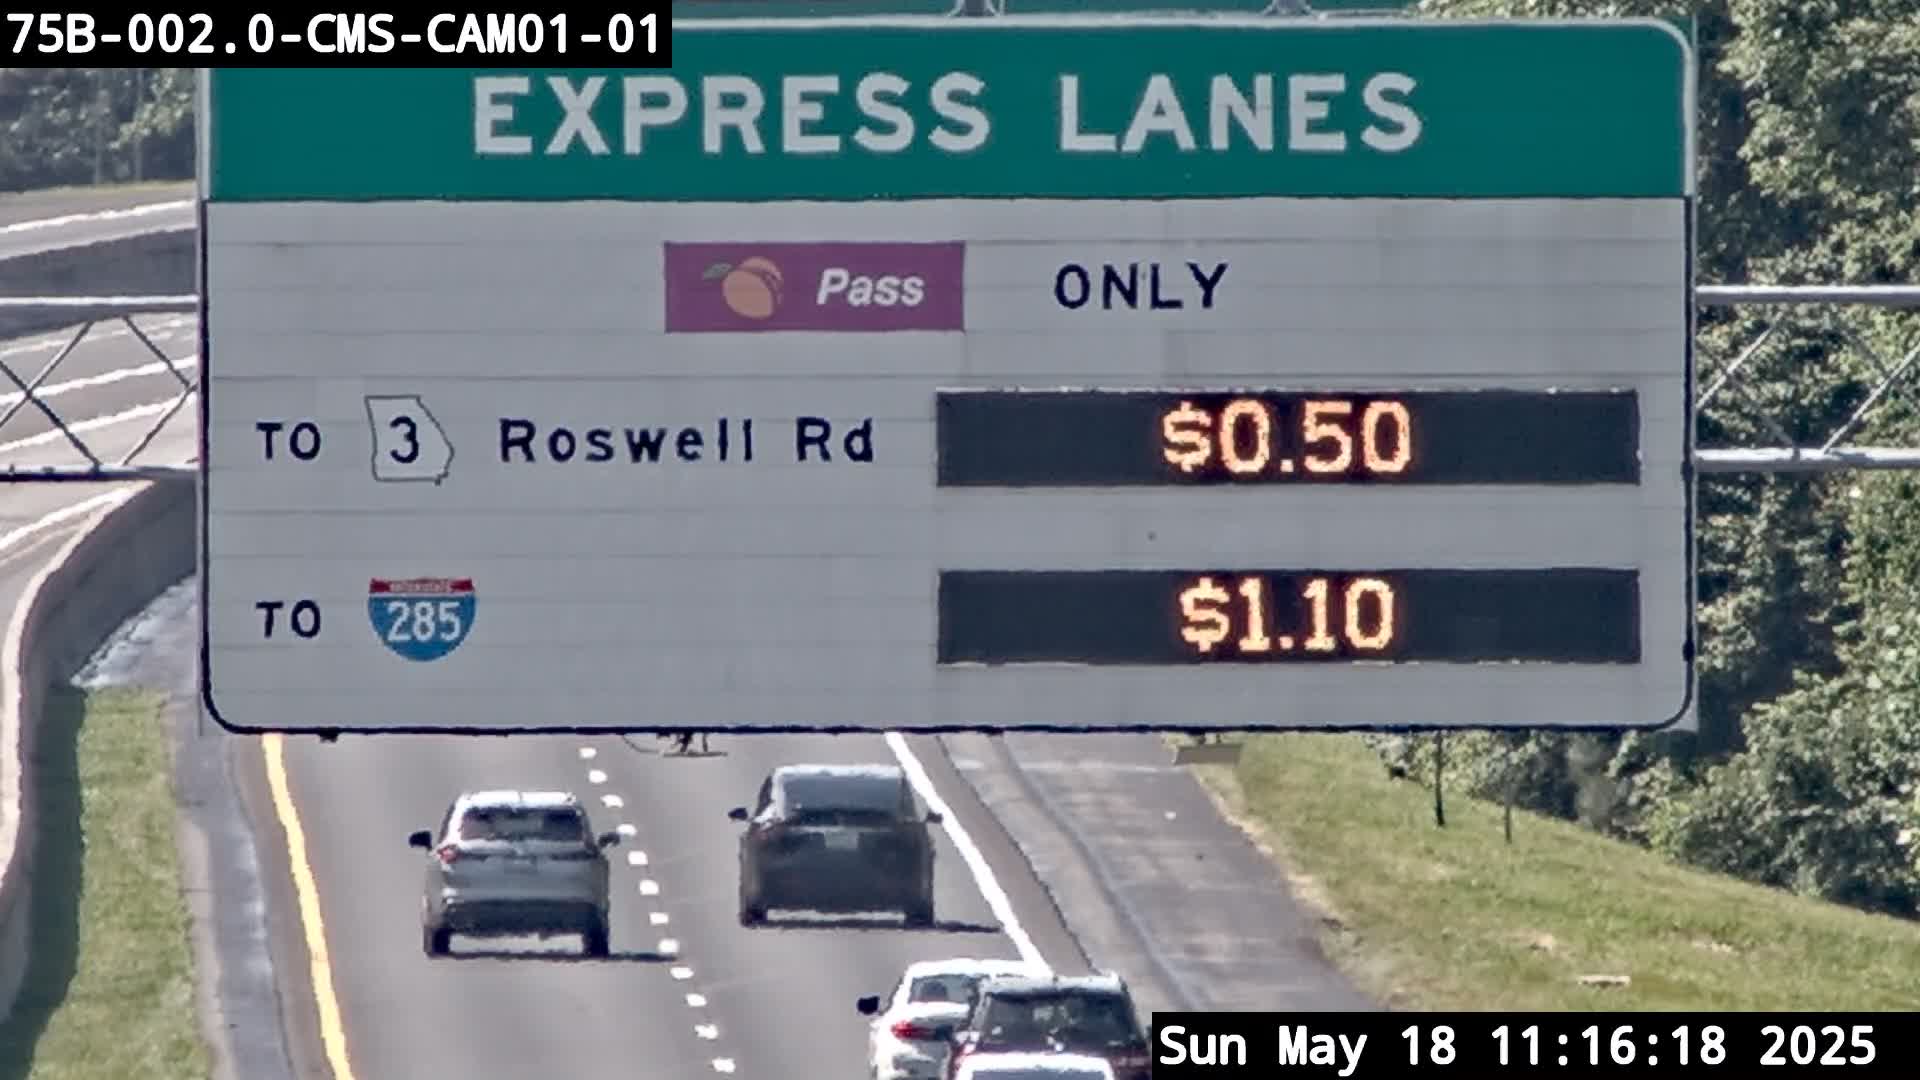 75B-002.0-CMS-CAM01-01
EXPRESS LANES
Pass ONLY
TO 3 Roswell Rd $0.50
TO INTERSTATE 285 $1.10
Sun May 18 11:16:18 2025